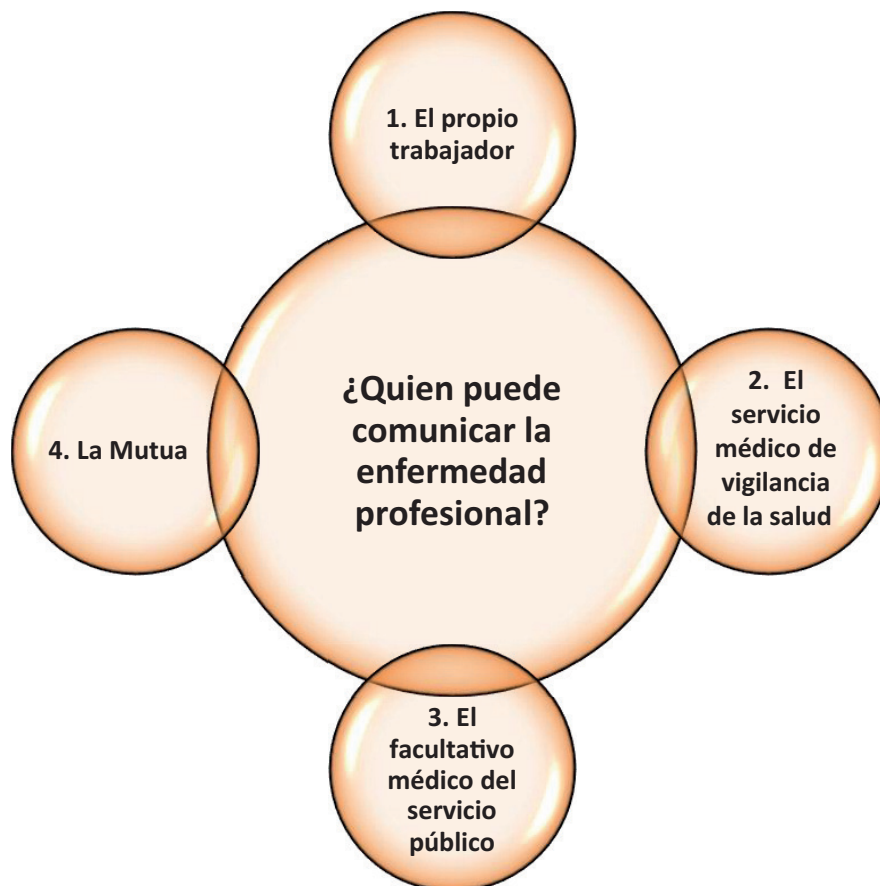 1. El propio
trabajador
¿Quien puede
comunicar la
enfermedad
profesional?
2. El
servicio
médico de
vigilancia
de la salud
3. El
facultativo
médico del
servicio
público
4. La Mutua